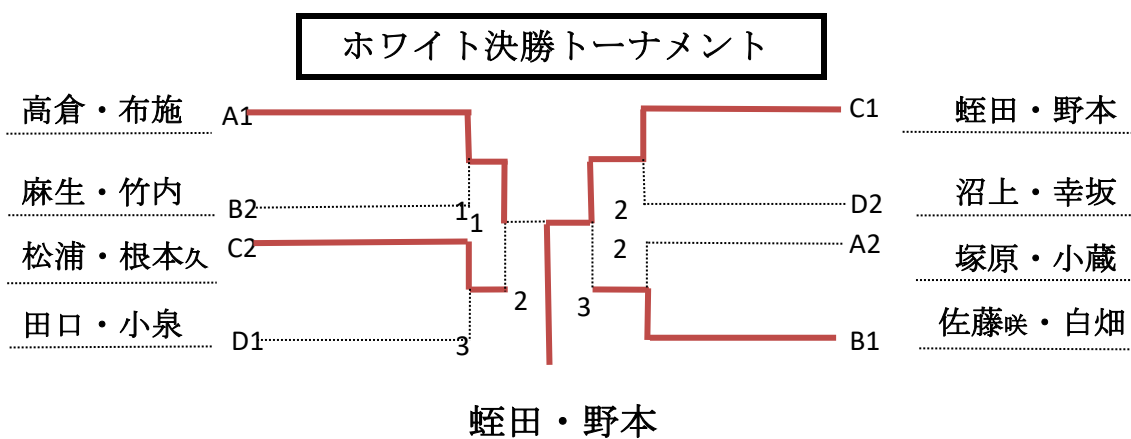 ホワイト決勝トーナメント
高倉・布施 A1
麻生・竹内 B2
松浦・根本久 C2
田口・小泉 D1
1
1
2
3
C1 蛭田・野本
D2 沼上・幸坂
A2 塚原・小蔵
B1 佐藤咲・白畑
2
2
3
蛭田・野本